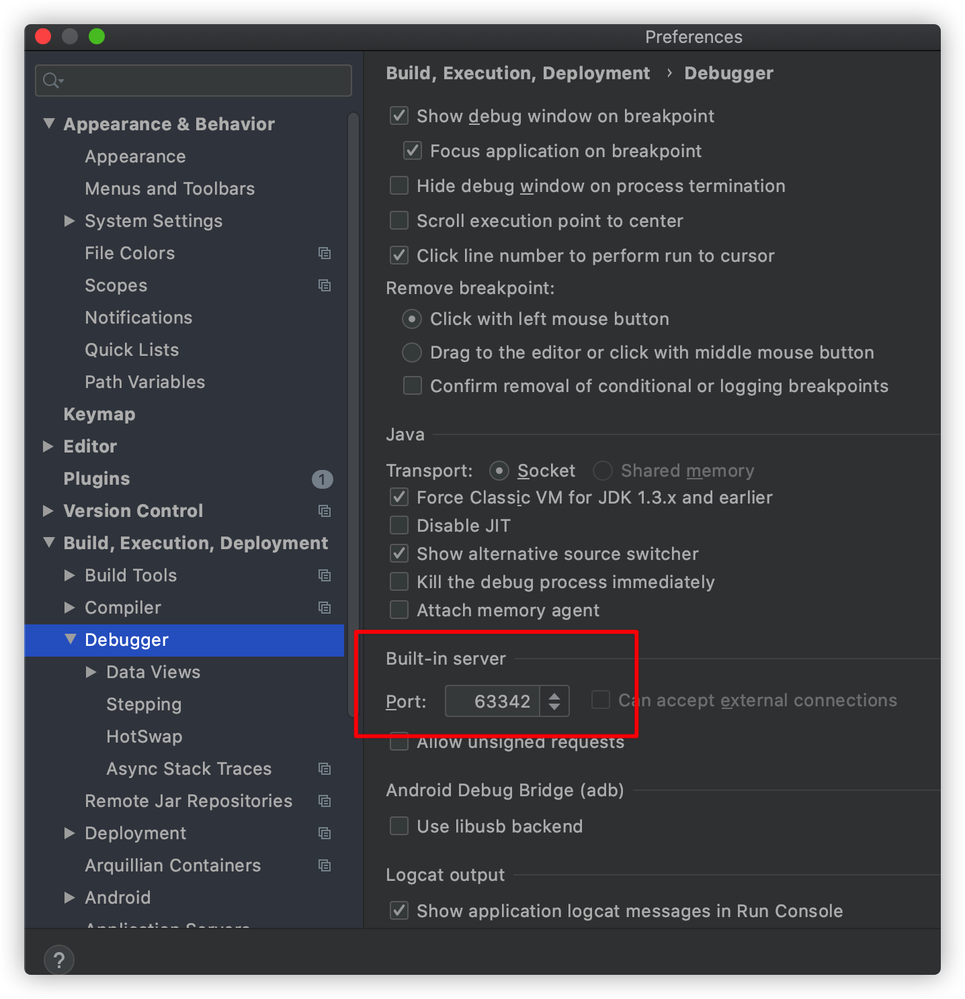 Preferences
Appearance & Behavior
Appearance
Menus and Toolbars
System Settings
File Colors
Scopes
Notifications
Quick Lists
Path Variables
Keymap
Editor
Plugins 1
Version Control
Build, Execution, Deployment
Build Tools
Compiler
Debugger
Data Views
Stepping
HotSwap
Async Stack Traces
Remote Jar Repositories
Deployment
Arquillian Containers
Android
Application Servers
?
Build, Execution, Deployment › Debugger
Show debug window on breakpoint
Focus application on breakpoint
Hide debug window on process termination
Scroll execution point to center
Click line number to perform run to cursor
Remove breakpoint:
Click with left mouse button
Drag to the editor or click with middle mouse button
Confirm removal of conditional or logging breakpoints
Java
Transport: Socket Shared memory
Force Classic VM for JDK 1.3.x and earlier
Disable JIT
Show alternative source switcher
Kill the debug process immediately
Attach memory agent
Built-in server
Port: 63342 Can accept external connections
Allow unsigned requests
Android Debug Bridge (adb)
Use libusb backend
Logcat output
Show application logcat messages in Run Console